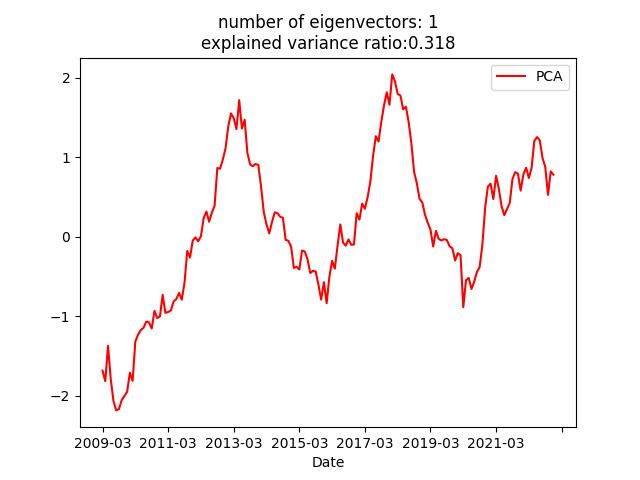 number of eigenvectors: 1
explained variance ratio:0.318
PCA
2
1
0
−1
−2
2009-03 2011-03 2013-03 2015-03 2017-03 2019-03 2021-03
Date